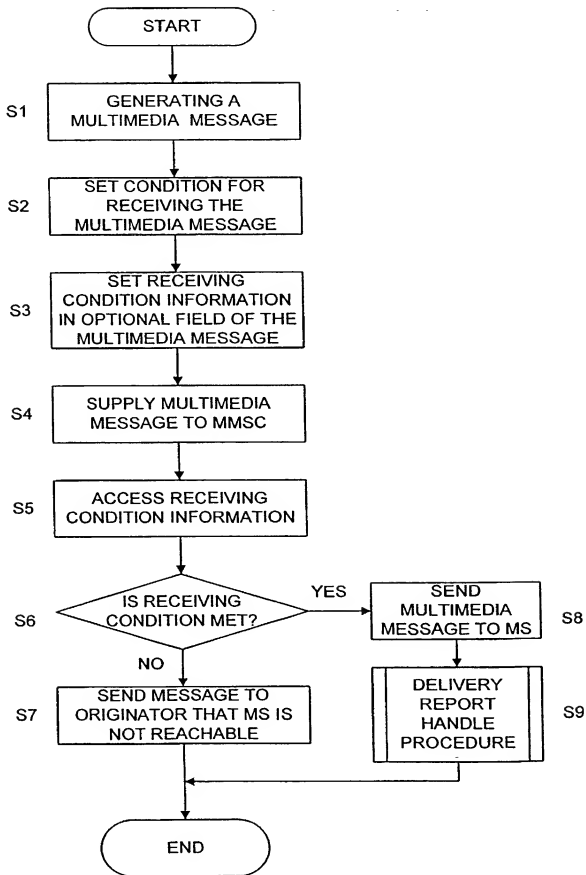 START
S1
GENERATING A
MULTIMEDIA MESSAGE
S2
SET CONDITION FOR
RECEIVING THE
MULTIMEDIA MESSAGE
S3
SET RECEIVING
CONDITION INFORMATION
IN OPTIONAL FIELD OF THE
MULTIMEDIA MESSAGE
S4
SUPPLY MULTIMEDIA
MESSAGE TO MMSC
S5
ACCESS RECEIVING
CONDITION INFORMATION
S6
IS RECEIVING
CONDITION MET?
YES
SEND
MULTIMEDIA
MESSAGE TO MS
S8
NO
S7
SEND MESSAGE TO
ORIGINATOR THAT MS IS
NOT REACHABLE
DELIVERY
REPORT
HANDLE
PROCEDURE
S9
END